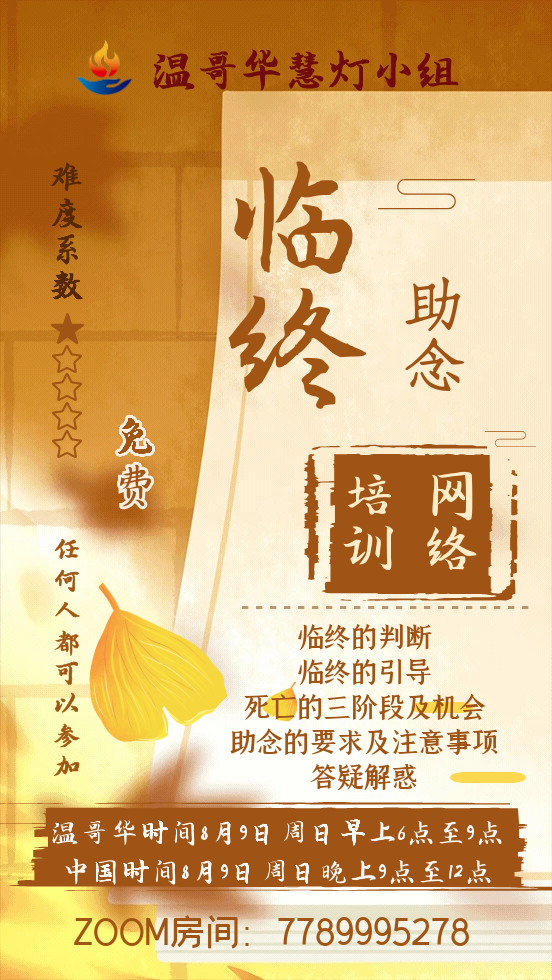 温哥华慧灯小组
难度系数
临终
助念
免费
网络
培训
任何人都可以参加
临终的判断
临终的引导
死亡的三阶段及机会
助念的要求及注意事项
答疑解惑
温哥华时间8月9日 周日早上6点至9点
中国时间8月9日 周日晚上9点至12点
ZOOM房间: 7789995278